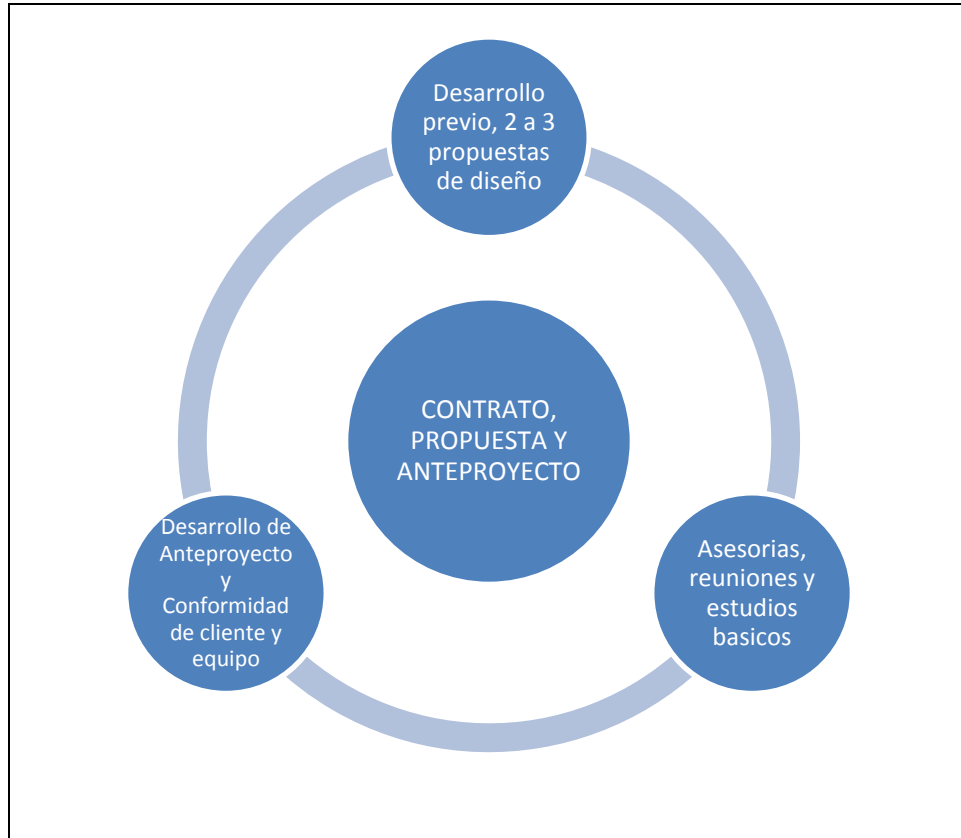 Desarrollo
previo, 2 a 3
propuestas
de diseño
CONTRATO,
PROPUESTA Y
ANTEPROYECTO
Desarrollo de
Anteproyecto
y
Conformidad
de cliente y
equipo
Asesorias,
reuniones y
estudios
basicos